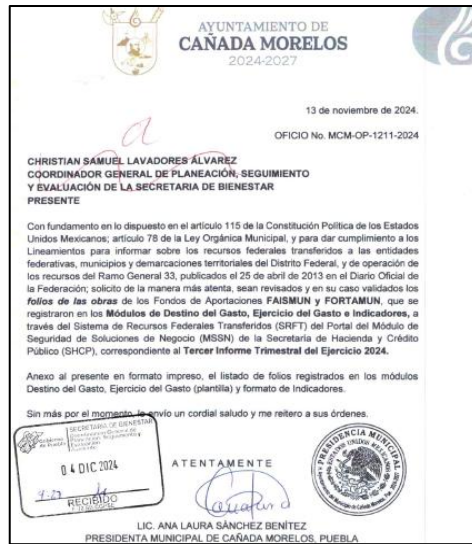 AYUNTAMIENTO DE
CAÑADA MORELOS
2024-2027
13 de noviembre de 2024.
OFICIO No. MCM-OP-1211-2024
CHRISTIAN SAMUEL LAVADORES ALVAREZ
COORDINADOR GENERAL DE PLANEACIÓN, SEGUIMIENTO
Y EVALUACIÓN DE LA SECRETARIA DE BIENESTAR
PRESENTE
Con fundamento en lo dispuesto en el artículo 115 de la Constitución Política de los Estados
Unidos Mexicanos; artículo 78 de la Ley Orgánica Municipal, y para dar cumplimiento a los
Lineamientos para informar sobre los recursos federales transferidos a las entidades
federativas, municipios y demarcaciones territoriales del Distrito Federal, y de operación de
los recursos del Ramo General 33, publicados el 25 de abril de 2013 en el Diario Oficial de
la Federación; solicito de la manera más atenta, sean revisados y en su caso validados los
folios de las obras de los Fondos de Aportaciones FAISMUN y FORTAMUN, que se
registraron en los Módulos de Destino del Gasto, Ejercicio del Gasto e Indicadores, a
través del Sistema de Recursos Federales Transferidos (SRFT) del Portal del Módulo de
Seguridad de Soluciones de Negocio (MSSN) de la Secretaria de Hacienda y Crédito
Público (SHCP), correspondiente al Tercer Informe Trimestral del Ejercicio 2024.
Anexo al presente en formato impreso, el listado de folios registrados en los módulos
Destino del Gasto, Ejercicio del Gasto (plantilla) y formato de Indicadores.
Sin más por el momento, le envío un cordial saludo y me reitero a sus órdenes.
SECRETARIA DE BIENESTAR
Gobierno
de Puebla
04 DIC 2024
RECIBIDO
ATENTAMENTE
PRESIDENCIA MUNICIPAL
ESTADOS UNIDOS MEXICANOS
LIC. ANA LAURA SÁNCHEZ BENÍTEZ
PRESIDENTA MUNICIPAL DE CAÑADA MORELOS, PUEBLA